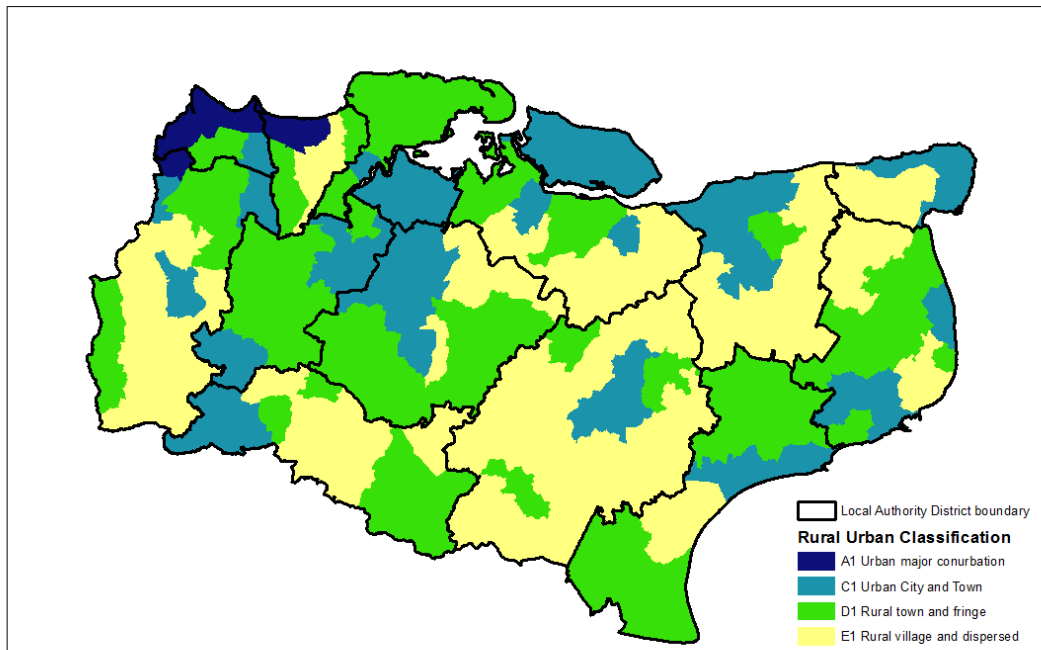 Local Authority District boundary
Rural Urban Classification
A1 Urban major conurbation
C1 Urban City and Town
D1 Rural town and fringe
E1 Rural village and dispersed